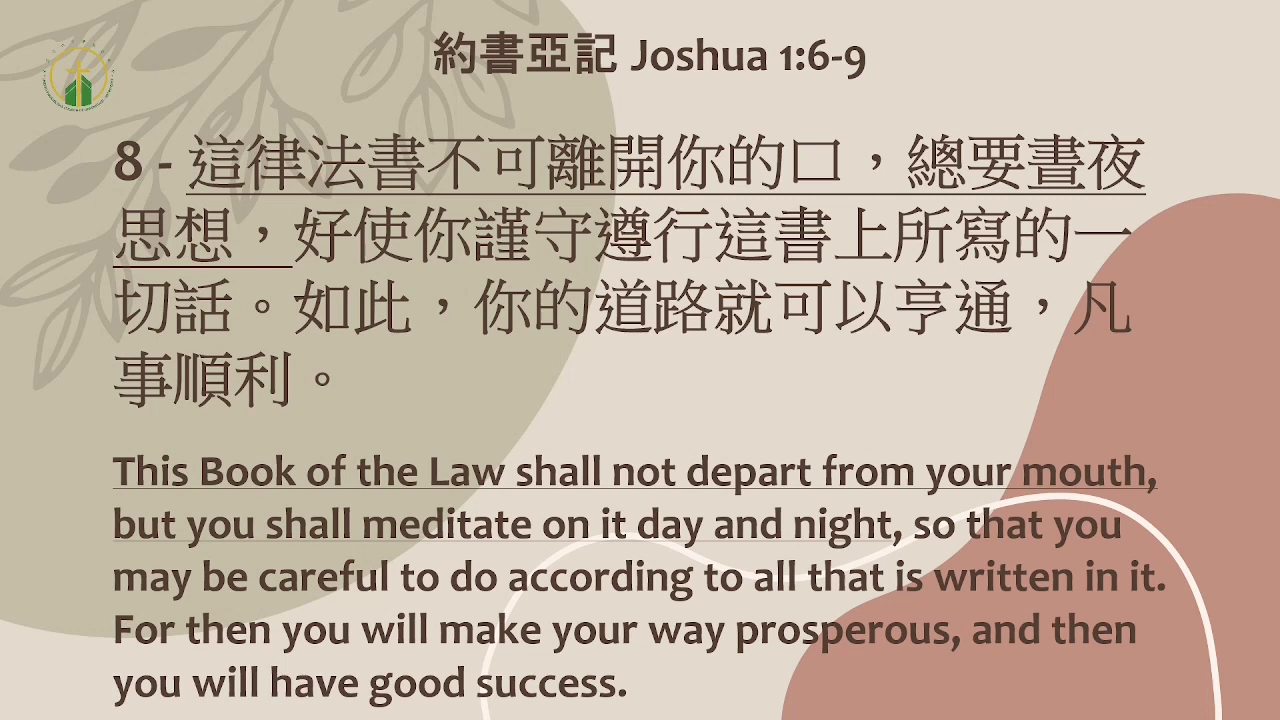 約書亞記 Joshua 1:6-9
8 - 這律法書不可離開你的口，總要晝夜
思想，好使你謹守遵行這書上所寫的一
切話。如此，你的道路就可以亨通，凡
事順利。
This Book of the Law shall not depart from your mouth,
but you shall meditate on it day and night, so that you
may be careful to do according to all that is written in it.
For then you will make your way prosperous, and then
you will have good success.